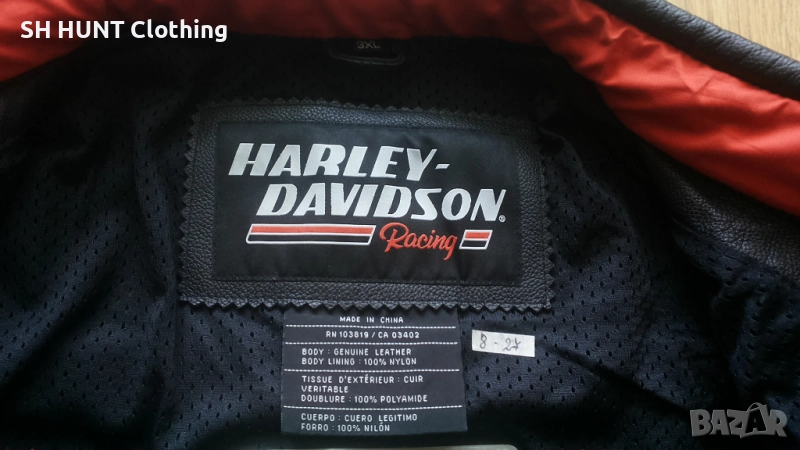 SH HUNT Clothing
3XL
HARLEY-
DAVIDSON®
Racing
MADE IN CHINA
RN 103819 / CA 03402
BODY : GENUINE LEATHER
BODY LINING : 100% NYLON
TISSUE D'EXTÉRIEUR : CUIR
VERITABLE
DOUBLURE : 100% POLYAMIDE
CUERPO : CUERO LEGITIMO
FORRO : 100% NILÓN
8-27
BAZAR